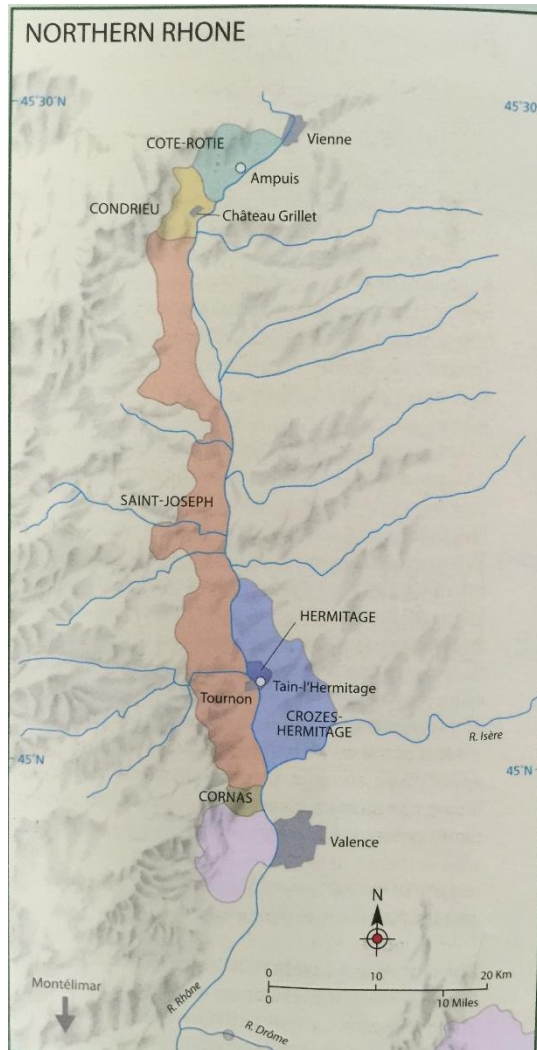 NORTHERN RHONE
45°30´N
45°30
Vienne
COTE-ROTIE
Ampuis
CONDRIEU
Château Grillet
SAINT-JOSEPH
HERMITAGE
Tain-l'Hermitage
Tournon
CROZES-
HERMITAGE
R. Isère
45°N
45°N
CORNAS
Valence
N
0 20 Km
10
0 10 Miles
Montélimar
R. Rhône
R. Drôme